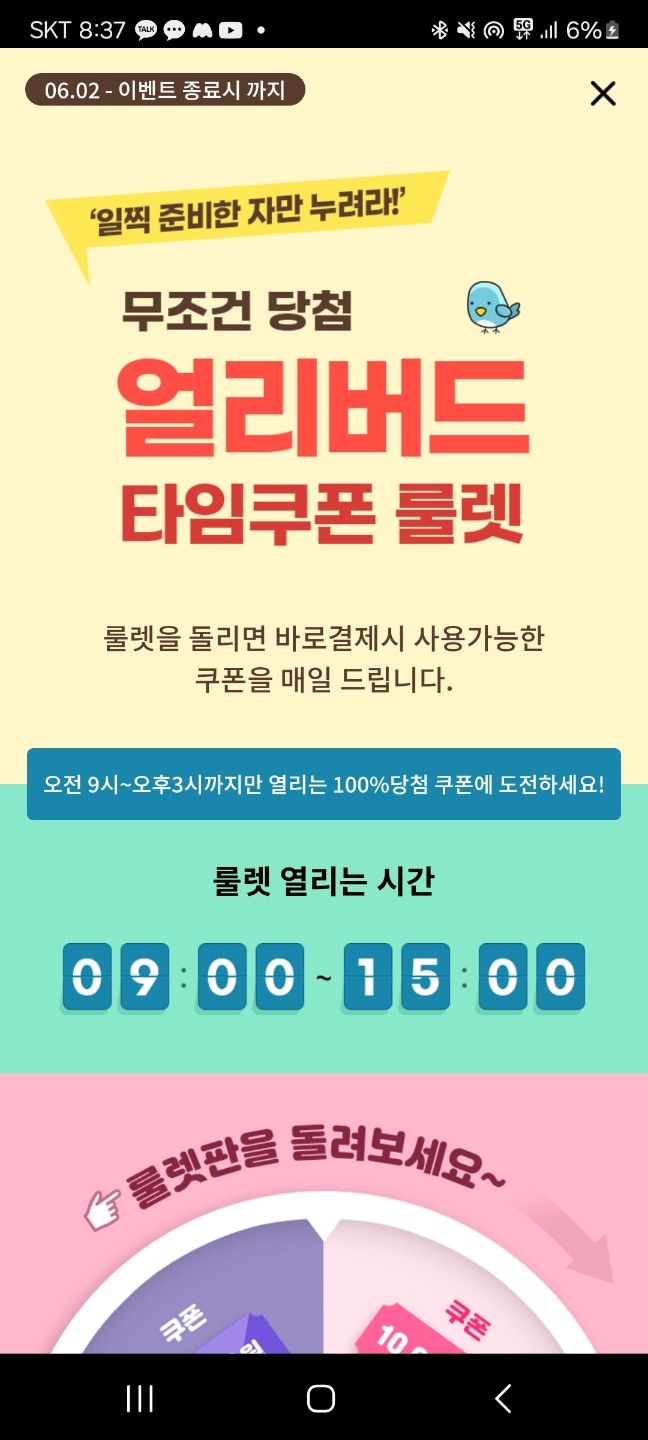 SKT 8:37 TALK 5G 6%
06.02 - 이벤트 종료시 까지
‘일찍 준비한 자만 누려라!’
무조건 당첨
얼리버드
타임쿠폰 룰렛
룰렛을 돌리면 바로결제시 사용가능한
쿠폰을 매일 드립니다.
오전 9시~오후3시까지만 열리는 100%당첨 쿠폰에 도전하세요!
룰렛 열리는 시간
09:00 ~ 15:00
룰렛판을 돌려보세요~
쿠폰
쿠폰